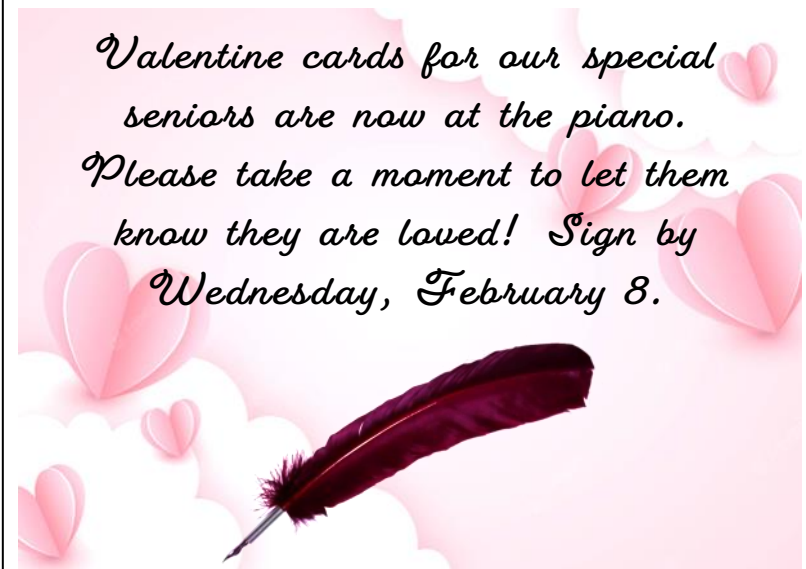 Valentine cards for our special
seniors are now at the piano.
Please take a moment to let them
know they are loved!  Sign by
Wednesday, February 8.